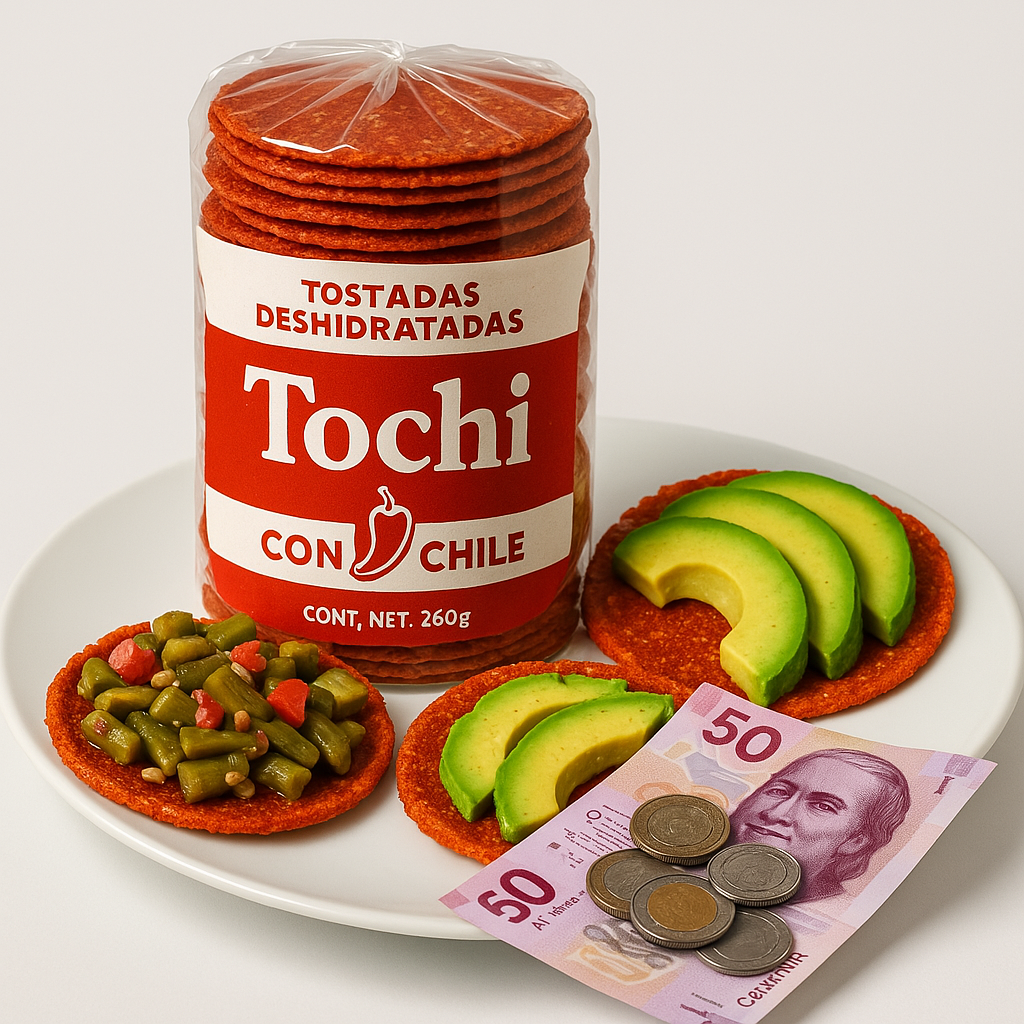 TOSTADAS
DESHIDRATADAS
Tochi
CON CHILE
CONT, NET. 260g
50
50